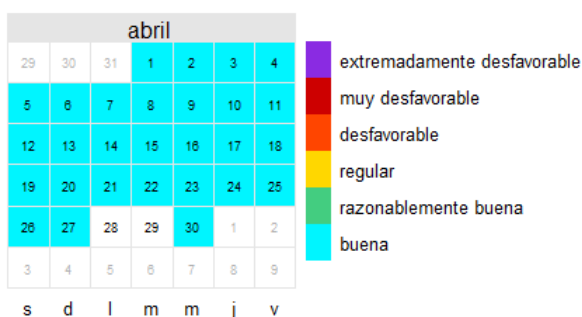 abril
29 30 31 1 2 3 4
5 6 7 8 9 10 11
12 13 14 15 16 17 18
19 20 21 22 23 24 25
26 27 28 29 30 1 2
3 4 5 6 7 8 9
s d l m m j v
extremadamente desfavorable
muy desfavorable
desfavorable
regular
razonablemente buena
buena